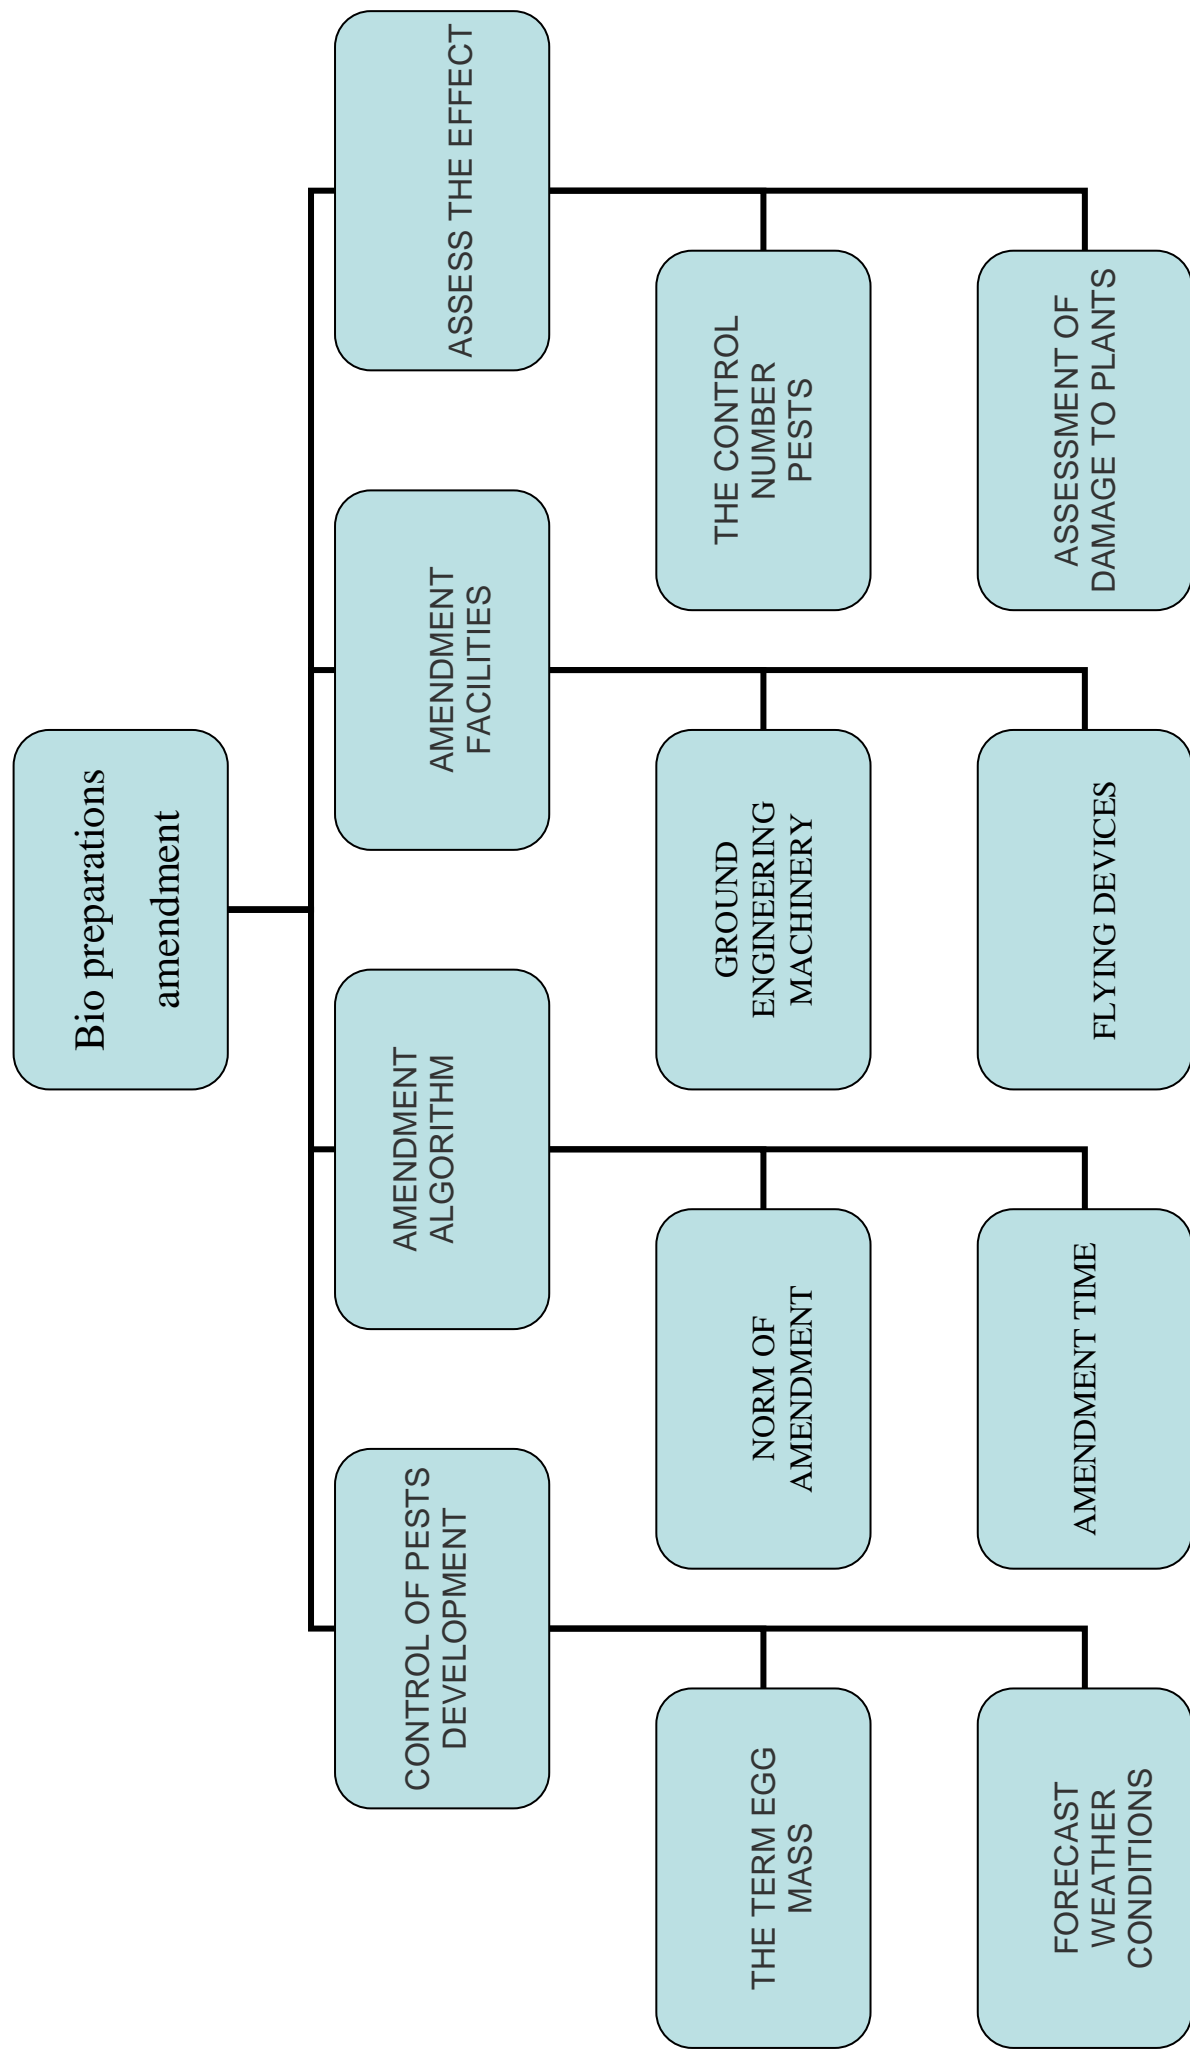 Bio preparations
amendment
CONTROL OF PESTS
DEVELOPMENT
AMENDMENT
ALGORITHM
AMENDMENT
FACILITIES
ASSESS THE EFFECT
THE TERM EGG
MASS
NORM OF
AMENDMENT
GROUND
ENGINEERING
MACHINERY
THE CONTROL
NUMBER
PESTS
FORECAST
WEATHER
CONDITIONS
AMENDMENT TIME
FLYING DEVICES
ASSESSMENT OF
DAMAGE TO PLANTS